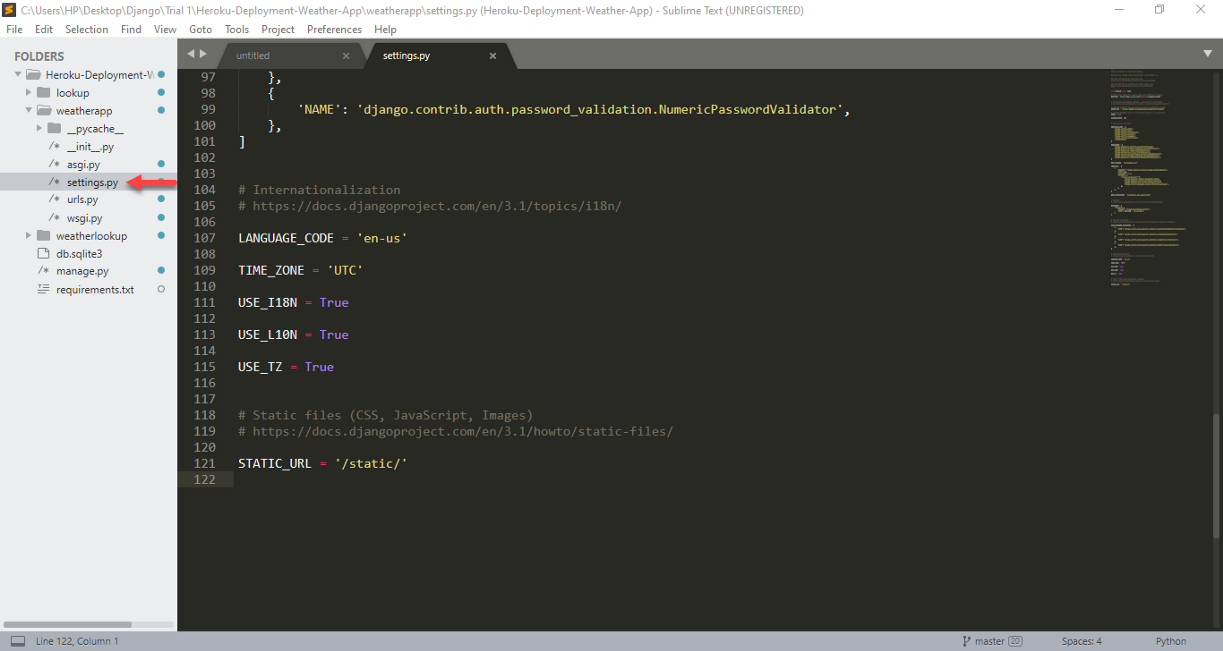 C:\Users\HP\Desktop\Django\Trial 1\Heroku-Deployment-Weather-App\weatherapp\settings.py (Heroku-Deployment-Weather-App) - Sublime Text (UNREGISTERED)
File Edit Selection Find View Goto Tools Project Preferences Help
FOLDERS
Heroku-Deployment-W
lookup
weatherapp
__pycache__
/* __init__.py
/* asgi.py
/* settings.py
/* urls.py
/* wsgi.py
weatherlookup
db.sqlite3
/* manage.py
requirements.txt
untitled × settings.py ×
97 },
98 {
99 'NAME': 'django.contrib.auth.password_validation.NumericPasswordValidator',
100 },
101 ]
102
103
104 # Internationalization
105 # https://docs.djangoproject.com/en/3.1/topics/i18n/
106
107 LANGUAGE_CODE = 'en-us'
108
109 TIME_ZONE = 'UTC'
110
111 USE_I18N = True
112
113 USE_L10N = True
114
115 USE_TZ = True
116
117
118 # Static files (CSS, JavaScript, Images)
119 # https://docs.djangoproject.com/en/3.1/howto/static-files/
120
121 STATIC_URL = '/static/'
122
Line 122, Column 1 master 20 Spaces: 4 Python